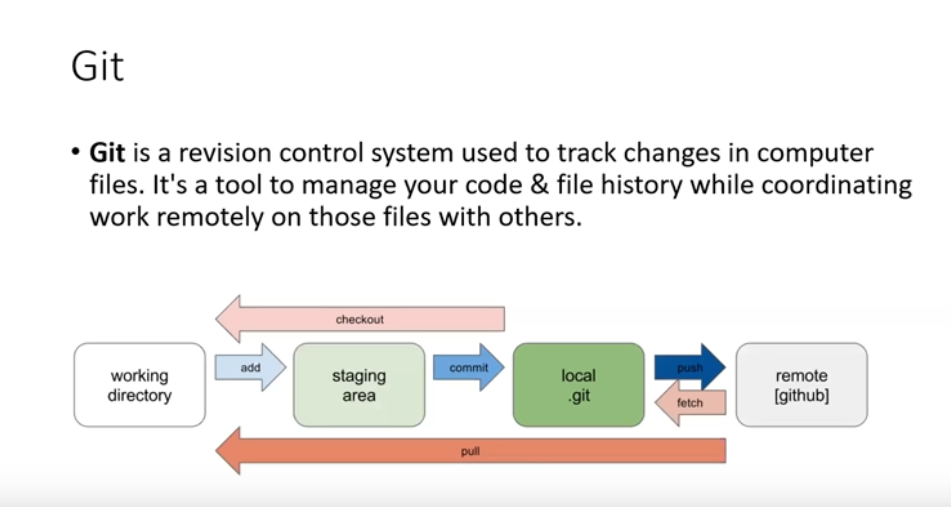 Git
• Git is a revision control system used to track changes in computer
files. It's a tool to manage your code & file history while coordinating
work remotely on those files with others.
checkout
working
directory
add
staging
area
commit
local
.git
push
fetch
remote
[github]
pull